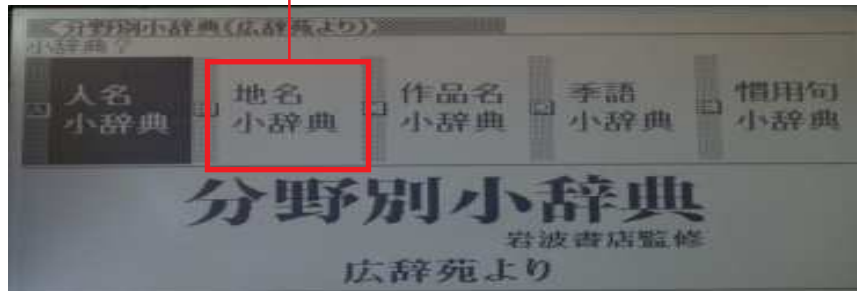 分野別小辞典(広辞苑より)
小辞典?
人名
小辞典
地名
小辞典
作品名
小辞典
季語
小辞典
慣用句
小辞典
分野別小辞典
岩波書店監修
広辞苑より